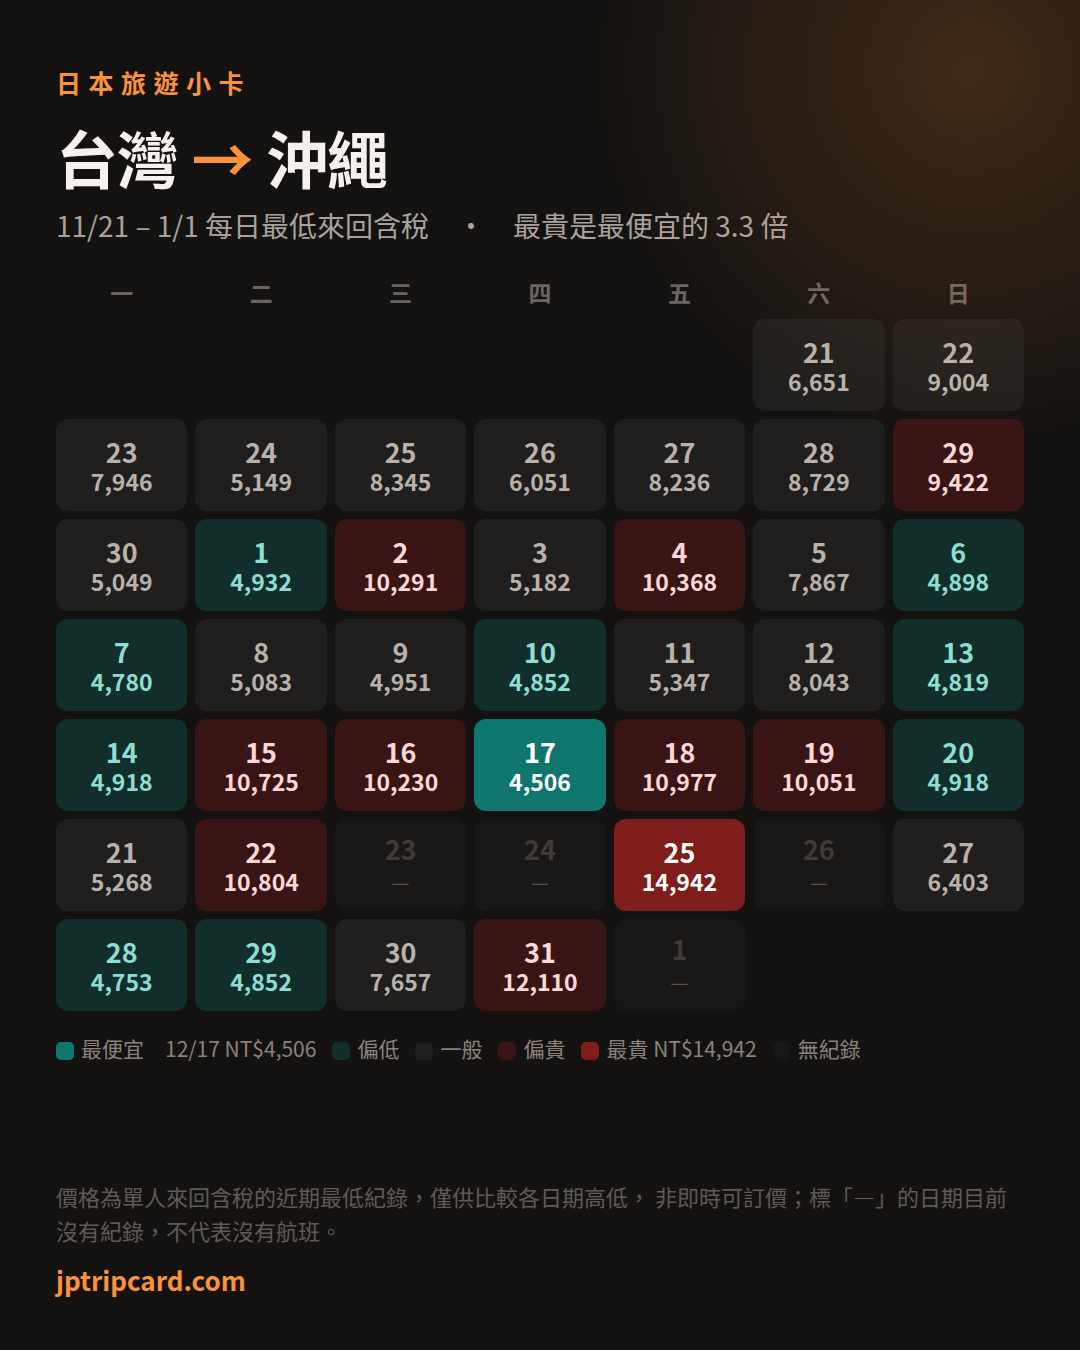 日本旅遊小卡
台灣 → 沖繩
11/21 – 1/1 每日最低來回含稅 ・ 最貴是最便宜的 3.3 倍
一 二 三 四 五 六 日
21 22
6,651 9,004
23 24 25 26 27 28 29
7,946 5,149 8,345 6,051 8,236 8,729 9,422
30 1 2 3 4 5 6
5,049 4,932 10,291 5,182 10,368 7,867 4,898
7 8 9 10 11 12 13
4,780 5,083 4,951 4,852 5,347 8,043 4,819
14 15 16 17 18 19 20
4,918 10,725 10,230 4,506 10,977 10,051 4,918
21 22 23 24 25 26 27
5,268 10,804 — — 14,942 — 6,403
28 29 30 31 1
4,753 4,852 7,657 12,110 —
最便宜 12/17 NT$4,506 偏低 一般 偏貴 最貴 NT$14,942 無紀錄
價格為單人來回含稅的近期最低紀錄，僅供比較各日期高低， 非即時可訂價；標「—」的日期目前
沒有紀錄，不代表沒有航班。
jptripcard.com